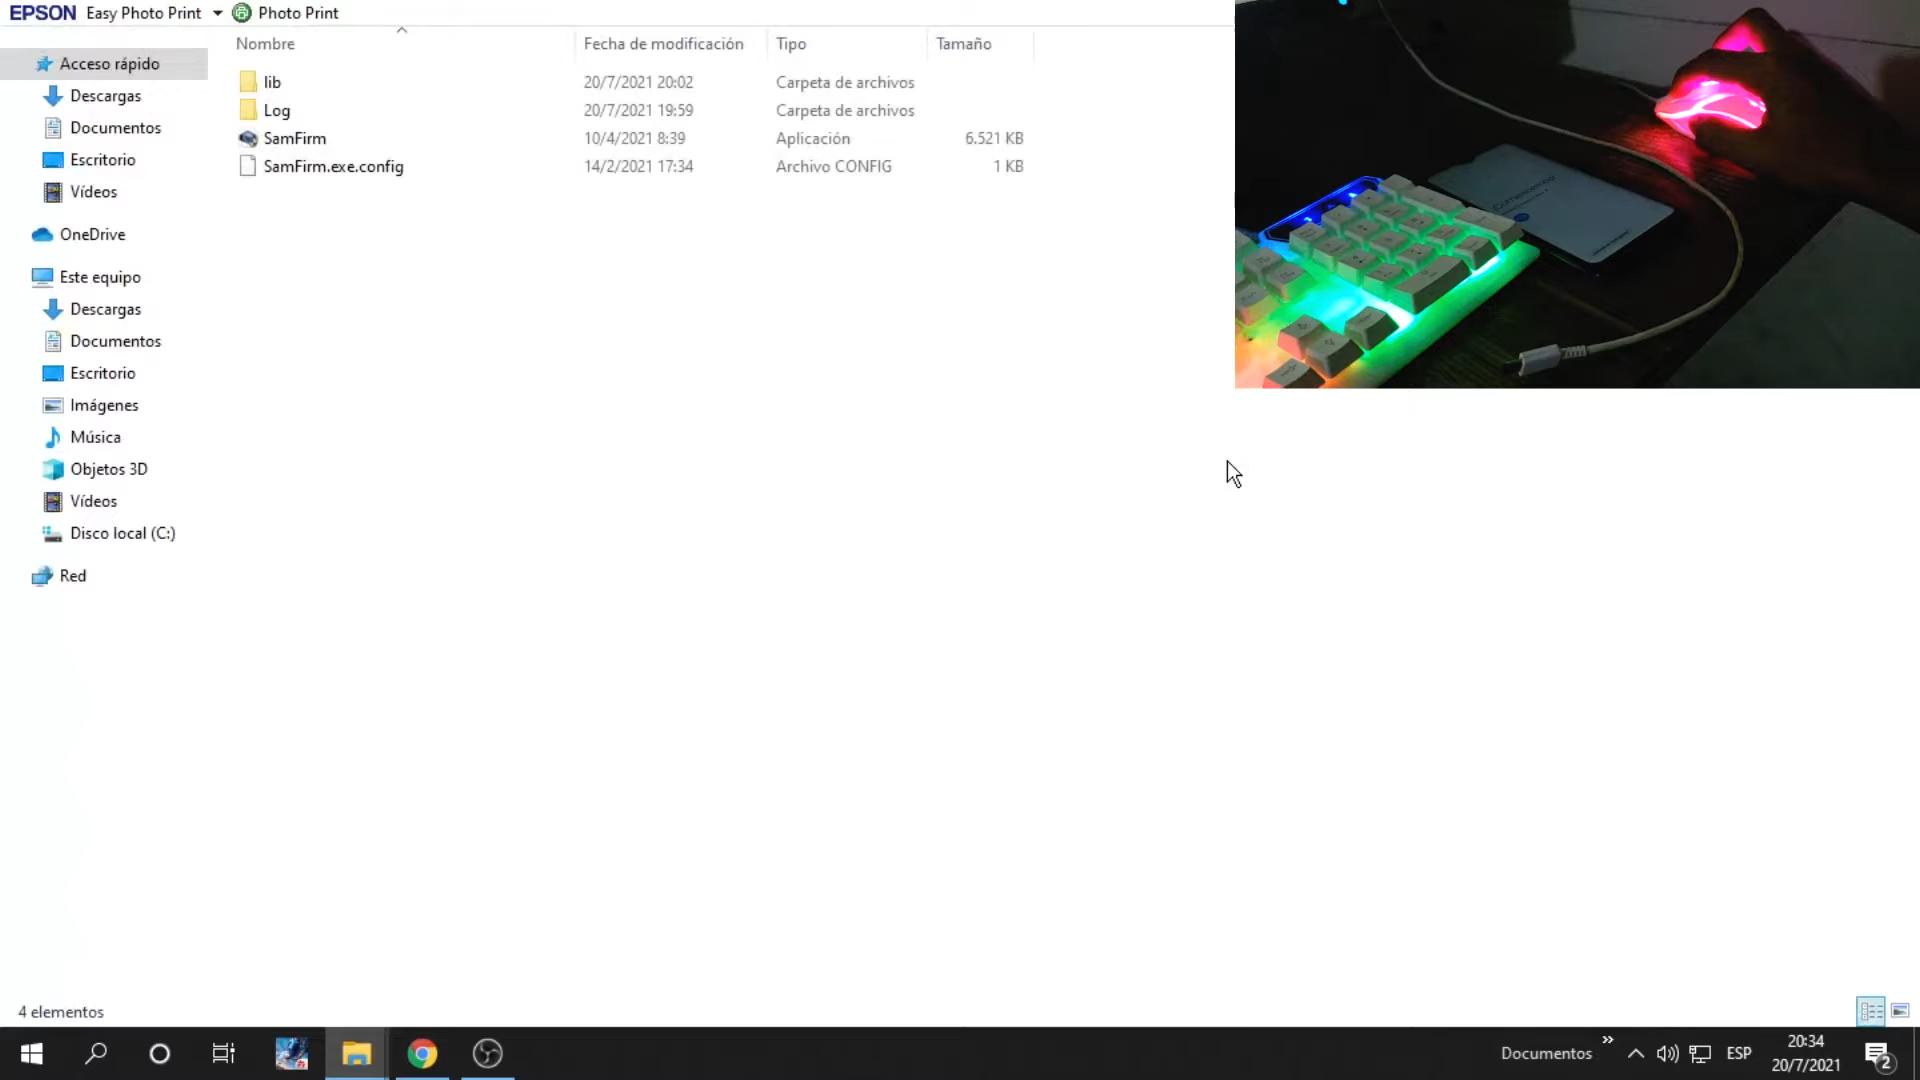 EPSON Easy Photo Print Photo Print
Nombre Fecha de modificación Tipo Tamaño
Acceso rápido
Descargas
Documentos
Escritorio
Vídeos
OneDrive
Este equipo
Descargas
Documentos
Escritorio
Imágenes
Música
Objetos 3D
Vídeos
Disco local (C:)
Red
lib 20/7/2021 20:02 Carpeta de archivos
Log 20/7/2021 19:59 Carpeta de archivos
SamFirm 10/4/2021 8:39 Aplicación 6.521 KB
SamFirm.exe.config 14/2/2021 17:34 Archivo CONFIG 1 KB
4 elementos
Documentos
ESP
20:34
20/7/2021
2